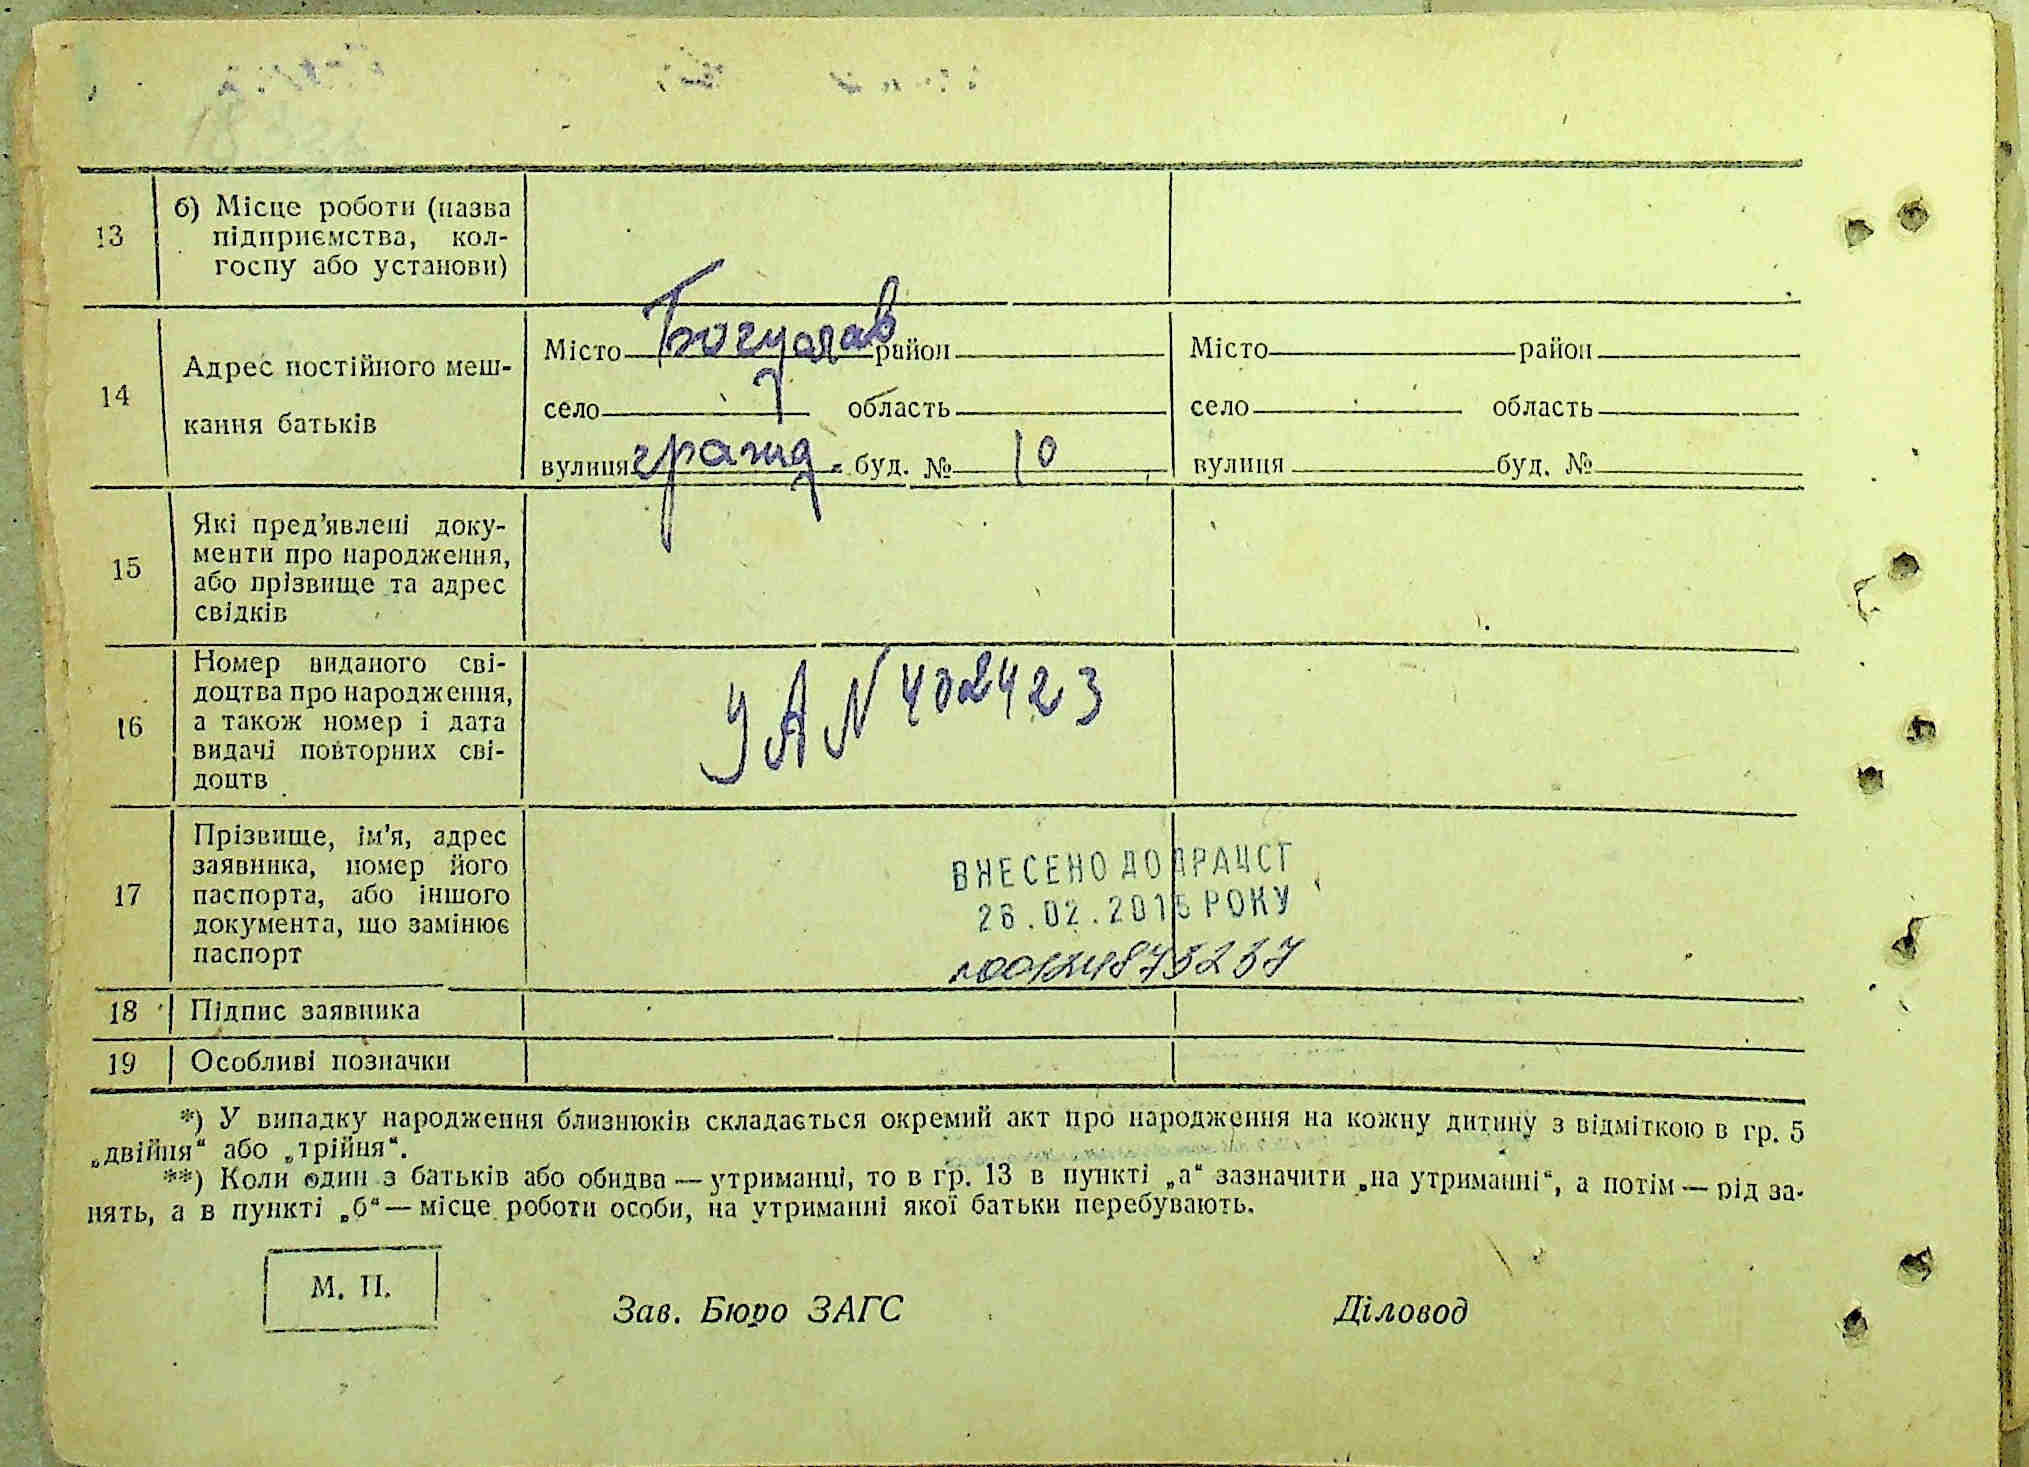 13
б) Місце роботи (назва
підприємства, кол-
госпу або установи)
14
Адрес постійного меш-
кання батьків
Місто Богуслав район
село область
вулиця гражд. буд. № 10
Місто район
село область
вулиця буд. №
15
Які пред’явлені доку-
менти про народження,
або прізвище та адрес
свідків
16
Номер виданого сві-
доцтва про народження,
а також номер і дата
видачі повторних сві-
доцтв
УА N 402423
17
Прізвище, ім’я, адрес
заявника, номер його
паспорта, або іншого
документа, що замінює
паспорт
ВНЕСЕНО ДО ДРАЦСГ
26.02.2015 РОКУ
18
Підпис заявника
19
Особливі позначки
*) У випадку народження близнюків складається окремий акт про народження на кожну дитину з відміткою в гр. 5
„двійня“ або „трійня“.
**) Коли один з батьків або обидва — утриманці, то в гр. 13 в пункті „а“ зазначити „на утриманні“, а потім — рід за-
нять, а в пункті „б“ — місце роботи особи, на утриманні якої батьки перебувають.
М. П.
Зав. Бюро ЗАГС
Діловод